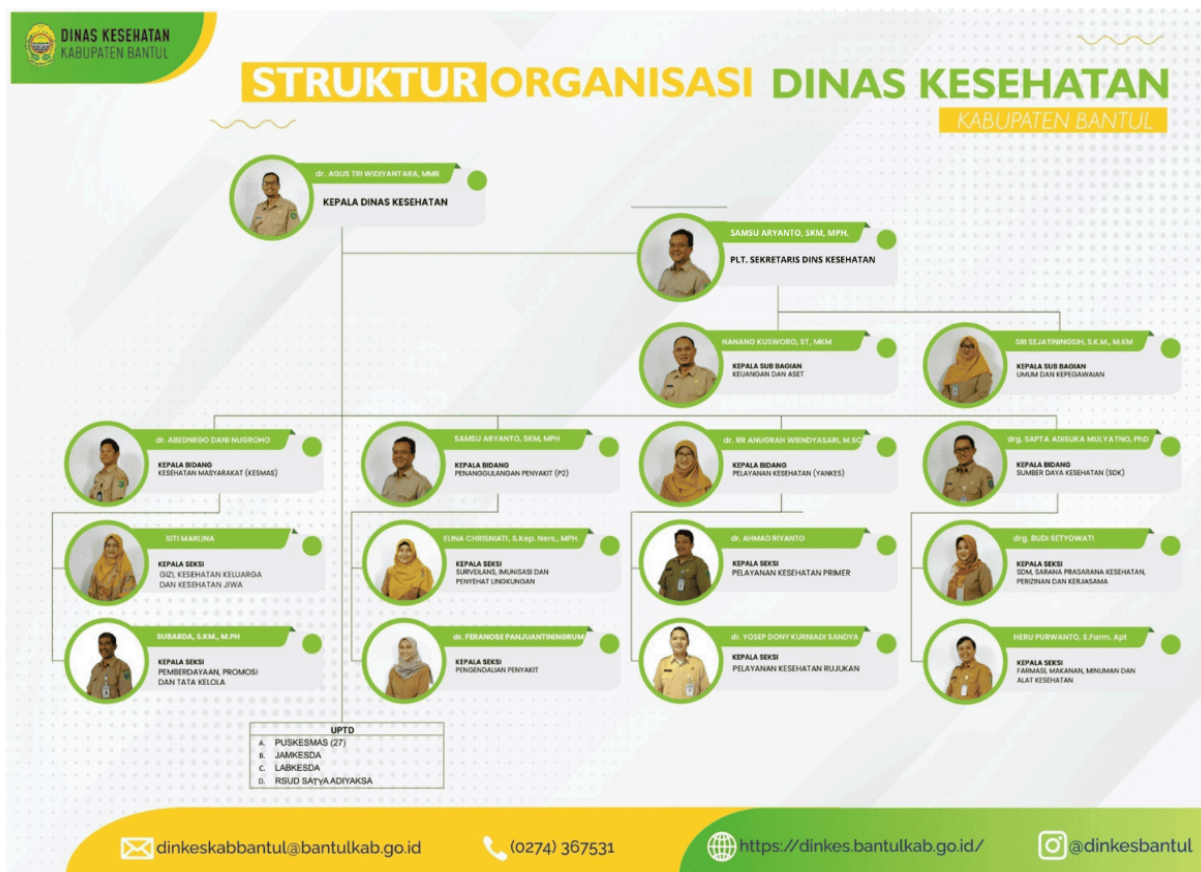 DINAS KESEHATAN
KABUPATEN BANTUL
STRUKTUR ORGANISASI DINAS KESEHATAN
KABUPATEN BANTUL
dr. AGUS TRI WIDIYANTARA, MMR
KEPALA DINAS KESEHATAN
SAMSU ARYANTO, SKM, MPH.
PLT. SEKRETARIS DINS KESEHATAN
NANANG KUSWORO, ST, MKM
KEPALA SUB BAGIAN
KEUANGAN DAN ASET
SRI SEJATININGSIH, S.K.M., M.KM
KEPALA SUB BAGIAN
UMUM DAN KEPEGAWAIAN
dr. ABEDNEGO DANI NUGROHO
KEPALA BIDANG
KESEHATAN MASYARAKAT (KESMAS)
SAMSU ARYANTO, SKM, MPH
KEPALA BIDANG
PENANGGULANGAN PENYAKIT (P2)
dr. RR ANUGRAH WIENDYASARI, M.SC
KEPALA BIDANG
PELAYANAN KESEHATAN (YANKES)
drg. SAPTA ADISUKA MULYATNO, PhD
KEPALA BIDANG
SUMBER DAYA KESEHATAN (SDK)
SITI MARLINA
KEPALA SEKSI
GIZI, KESEHATAN KELUARGA
DAN KESEHATAN JIWA
ELINA CHRISNIATI, S.Kep. Ners., MPH.
KEPALA SEKSI
SURVEILANS, IMUNISASI DAN
PENYEHAT LINGKUNGAN
dr. AHMAD RIYANTO
KEPALA SEKSI
PELAYANAN KESEHATAN PRIMER
drg. BUDI SETYOWATI
KEPALA SEKSI
SDM, SARANA PRASARANA KESEHATAN,
PERIZINAN DAN KERJASAMA
SUBARDA, S.KM., M.PH
KEPALA SEKSI
PEMBERDAYAAN, PROMOSI
DAN TATA KELOLA
dr. FERANOSE PANJUANTININGRUM
KEPALA SEKSI
PENGENDALIAN PENYAKIT
dr. YOSEP DONY KURNIADI SANDYA
KEPALA SEKSI
PELAYANAN KESEHATAN RUJUKAN
HERU PURWANTO, S.Farm. Apt
KEPALA SEKSI
FARMASI, MAKANAN, MINUMAN DAN
ALAT KESEHATAN
UPTD
A. PUSKESMAS (27)
B. JAMKESDA
C. LABKESDA
D. RSUD SATYA ADIYAKSA
dinkeskabbantul@bantulkab.go.id
(0274) 367531
https://dinkes.bantulkab.go.id/
@dinkesbantul